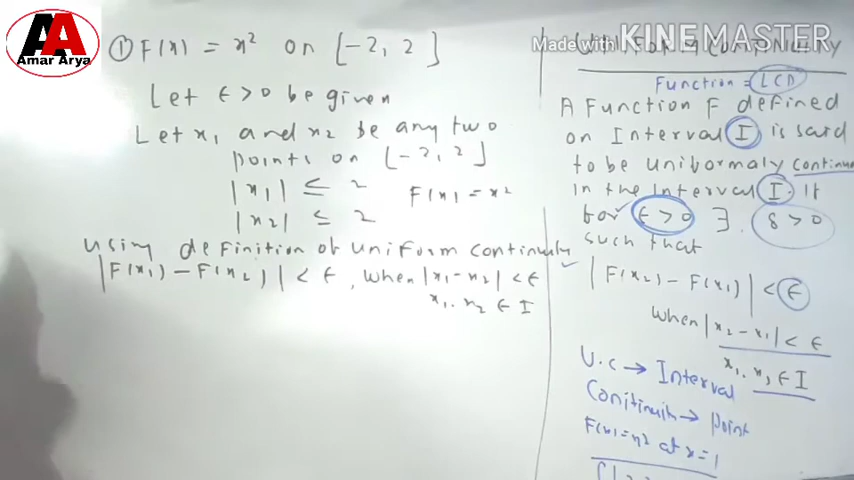 AA
Amar Arya
① F(x) = x² on [-2, 2]
Let ϵ>0 be given
Let x₁ and x₂ be any two
points on [-2, 2]
|x₁| ≤ 2 F(x) = x²
|x₂| ≤ 2
using definition of uniform continuity
|F(x₁) - F(x₂)| < ϵ, when |x₁-x₂| < ϵ
x₁, x₂ ∈ I
Made with KINEMASTER
Function = LCD
A Function F defined
on Interval I is said
to be uniformaly continu
in the interval I. If
for ϵ>0 ∃. δ>0
such that
|F(x₂) - F(x₁)| < ϵ
when |x₂-x₁| < ϵ
x₁, x₂ ∈ I
U.C → Interval
Continuity → point
F(x) = x² at x=1